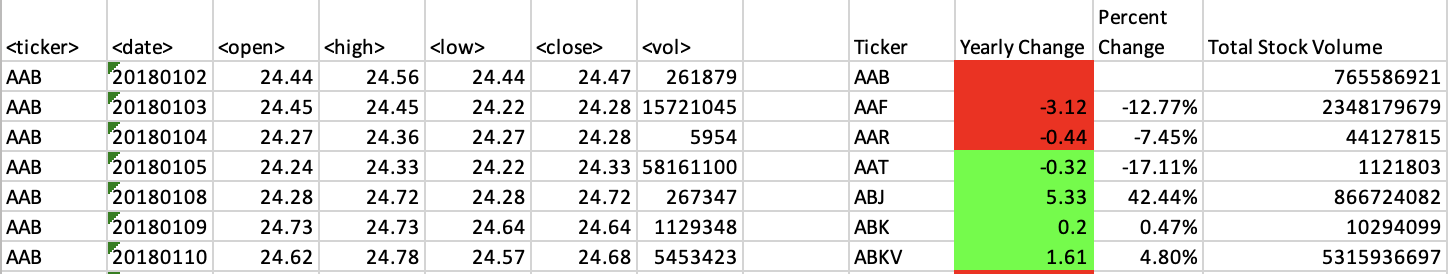 Percent
<ticker> <date> <open> <high> <low> <close> <vol> Ticker Yearly Change Change Total Stock Volume
AAB 20180102 24.44 24.56 24.44 24.47 261879 AAB 765586921
AAB 20180103 24.45 24.45 24.22 24.28 15721045 AAF -3.12 -12.77% 2348179679
AAB 20180104 24.27 24.36 24.27 24.28 5954 AAR -0.44 -7.45% 44127815
AAB 20180105 24.24 24.33 24.22 24.33 58161100 AAT -0.32 -17.11% 1121803
AAB 20180108 24.28 24.72 24.28 24.72 267347 ABJ 5.33 42.44% 866724082
AAB 20180109 24.73 24.73 24.64 24.64 1129348 ABK 0.2 0.47% 10294099
AAB 20180110 24.62 24.78 24.57 24.68 5453423 ABKV 1.61 4.80% 5315936697